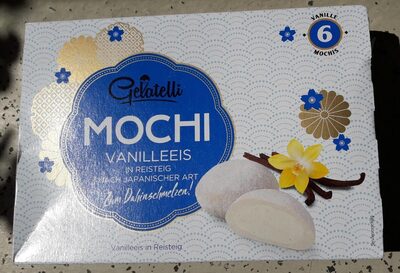 VANILLE
6
MOCHIS
Gelatelli
MOCHI
VANILLEEIS
IN REISTEIG
NACH JAPANISCHER ART
Zum Dahinschmelzen!
Vanilleeis in Reisteig